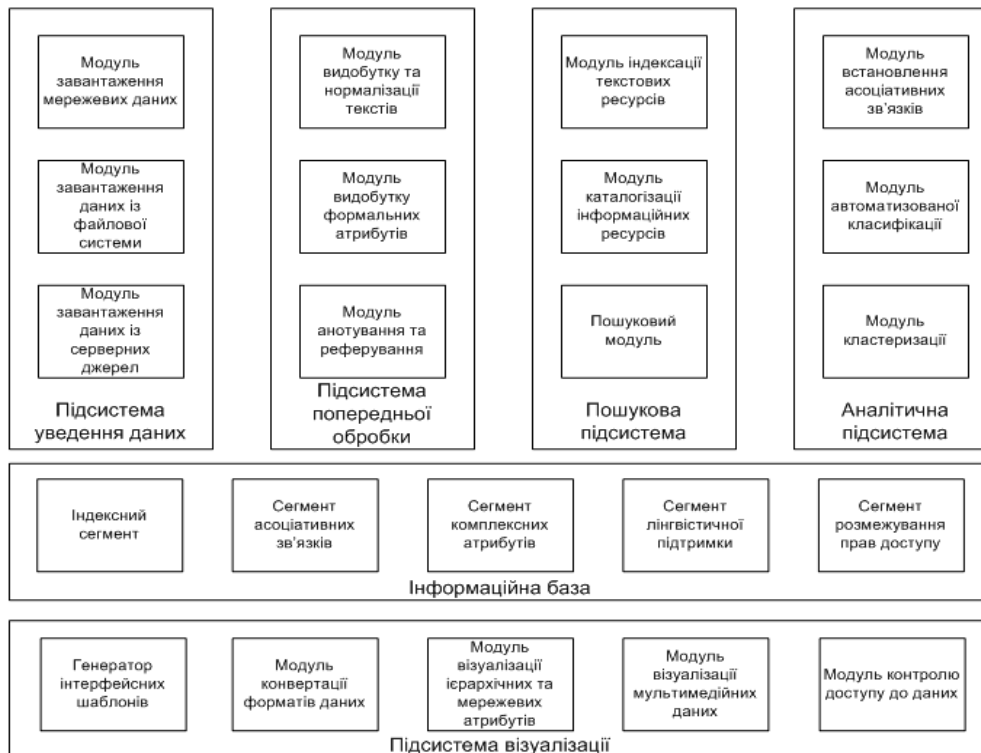 Модуль
завантаження
мережевих даних
Модуль
завантаження
даних із
файлової
системи
Модуль
завантаження
даних із
серверних
джерел
Підсистема
уведення даних
Модуль
видобутку та
нормалізації
текстів
Модуль
видобутку
формальних
атрибутів
Модуль
анотування та
реферування
Підсистема
попередньої
обробки
Модуль індексації
текстових
ресурсів
Модуль
каталогізації
інформаційних
ресурсів
Пошуковий
модуль
Пошукова
підсистема
Модуль
встановлення
асоціативних
зв'язків
Модуль
автоматизованої
класифікації
Модуль
кластеризації
Аналітична
підсистема
Індексний
сегмент
Сегмент
асоціативних
зв'язків
Сегмент
комплексних
атрибутів
Сегмент
лінгвістичної
підтримки
Сегмент
розмежування
прав доступу
Інформаційна база
Генератор
інтерфейсних
шаблонів
Модуль
конвертації
форматів даних
Модуль
візуалізації
ієрархічних та
мережевих
атрибутів
Модуль
візуалізації
мультимедійних
даних
Модуль контролю
доступу до даних
Підсистема візуалізації